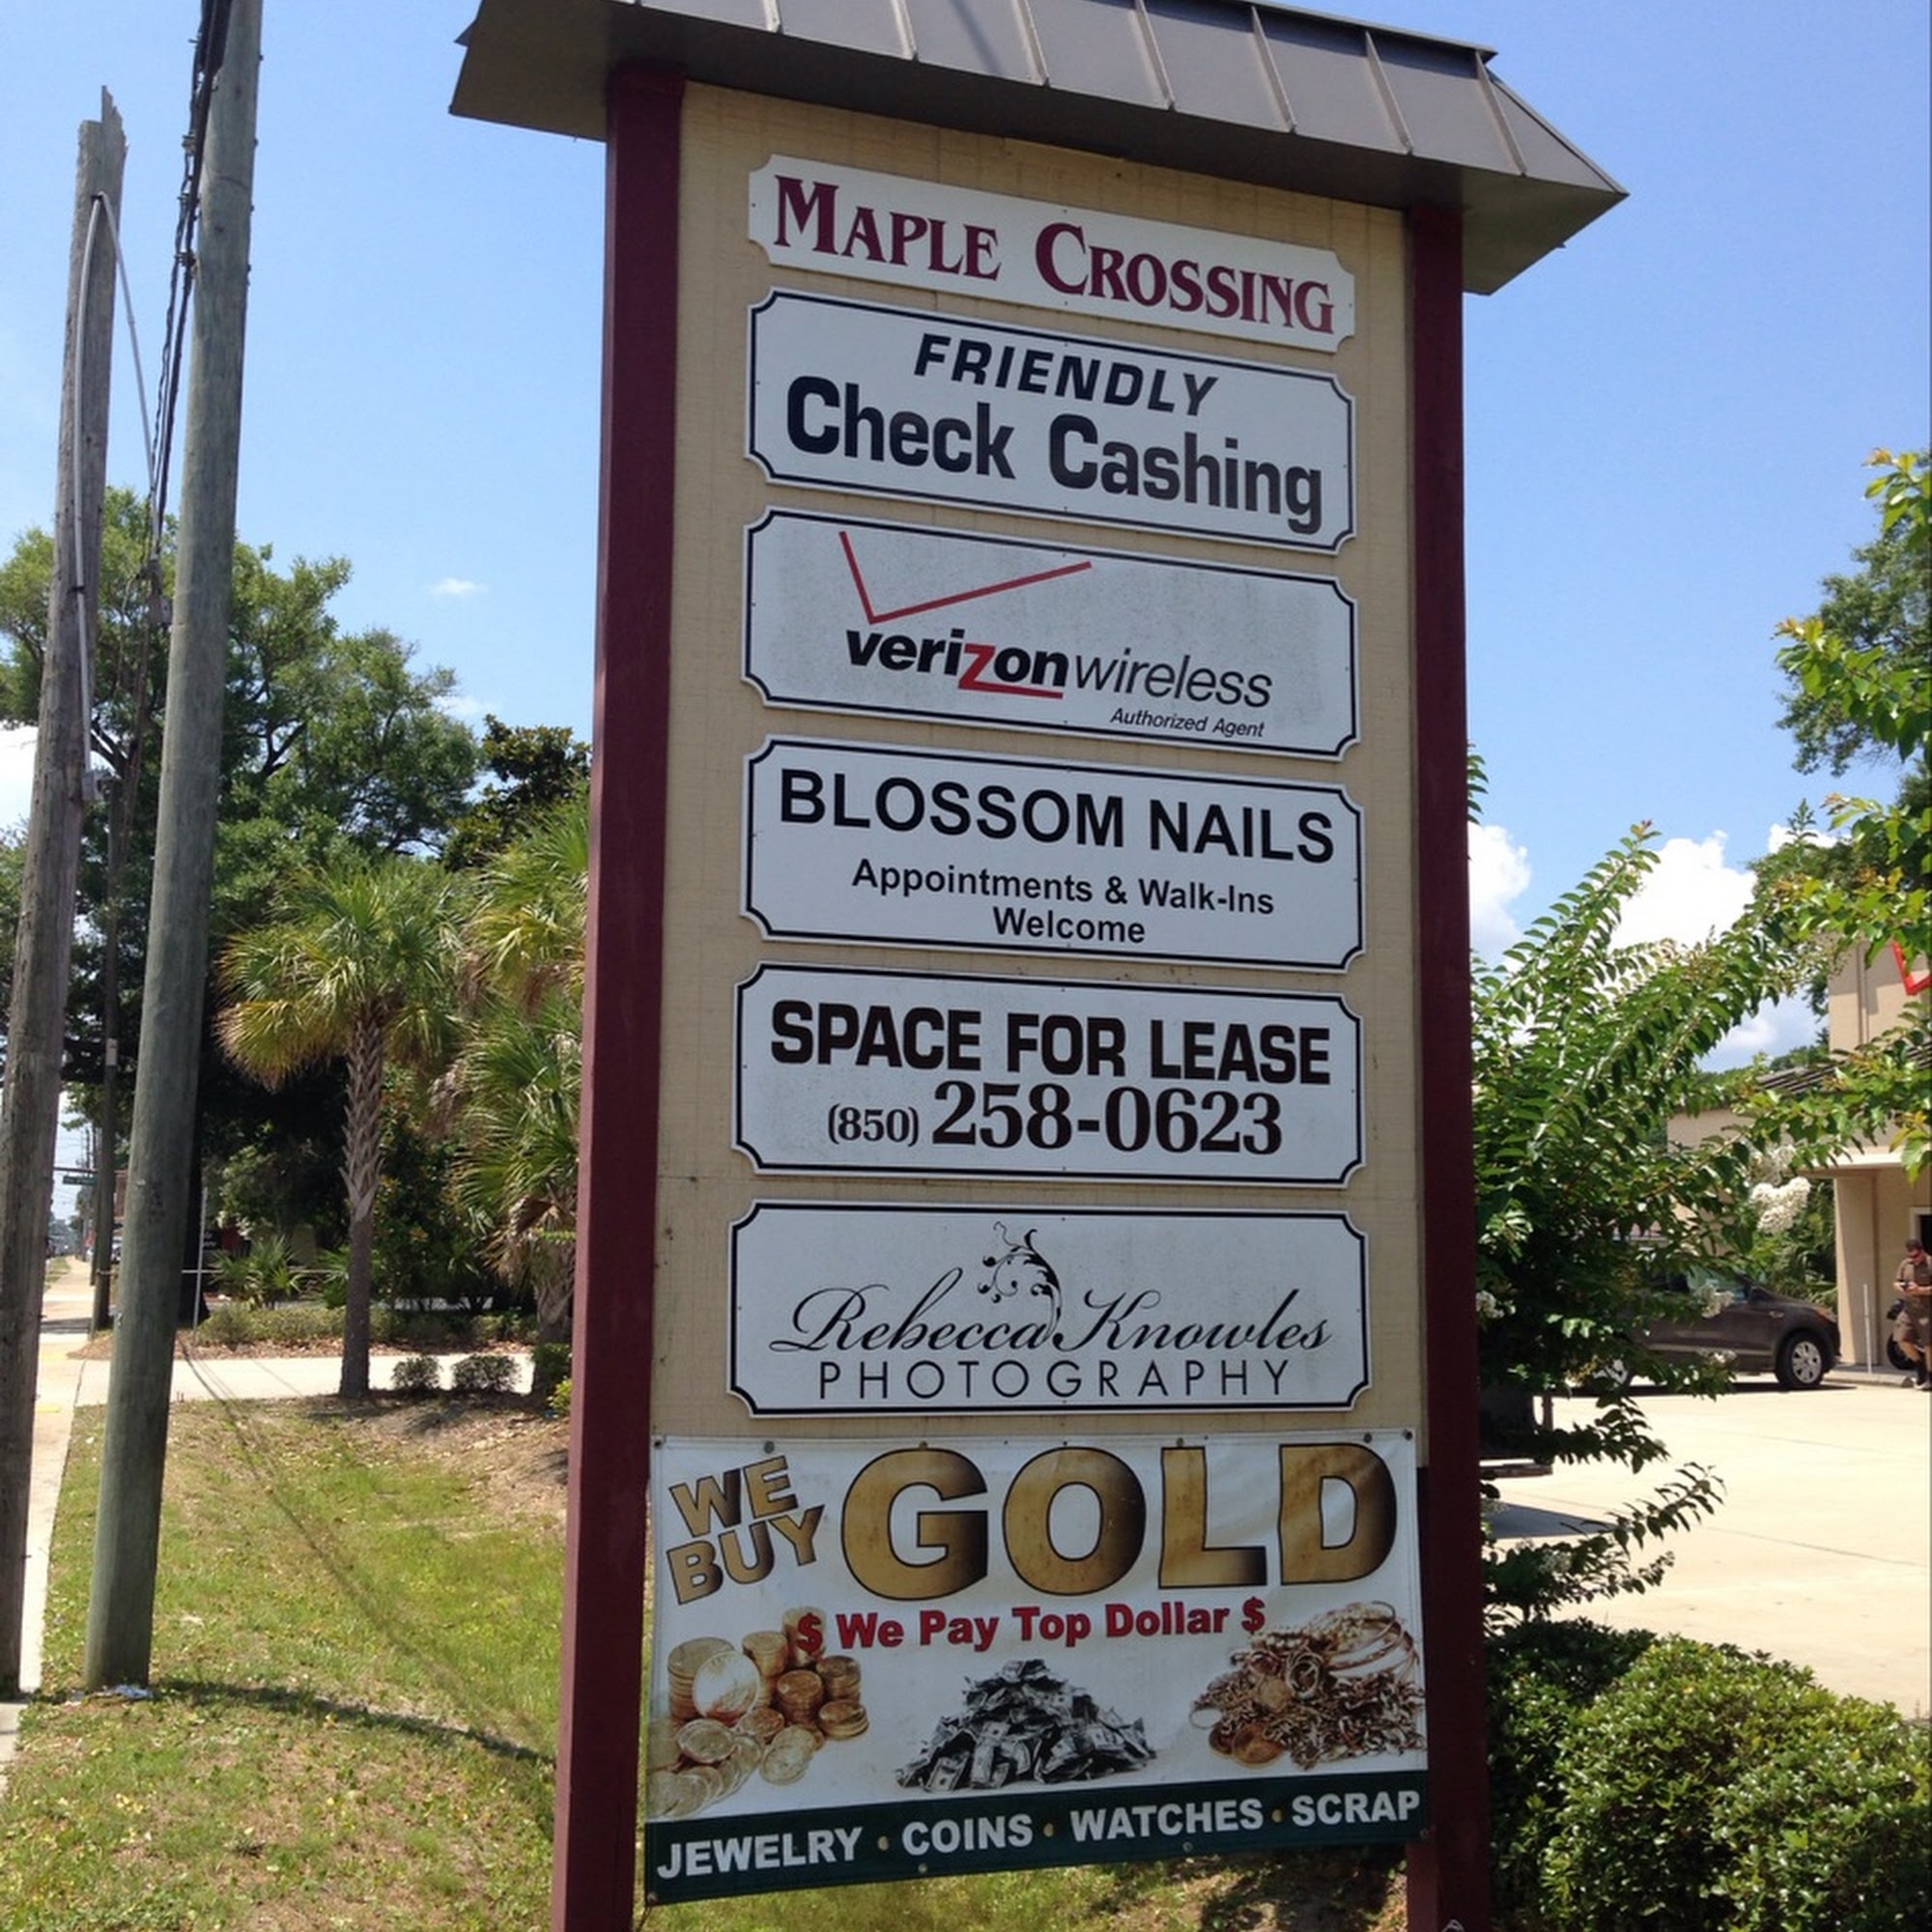 MAPLE CROSSING
FRIENDLY
Check Cashing
verizonwireless
Authorized Agent
BLOSSOM NAILS
Appointments & Walk-Ins
Welcome
SPACE FOR LEASE
(850) 258-0623
Rebecca Knowles
PHOTOGRAPHY
WE
BUY
GOLD
$ We Pay Top Dollar $
JEWELRY • COINS • WATCHES • SCRAP